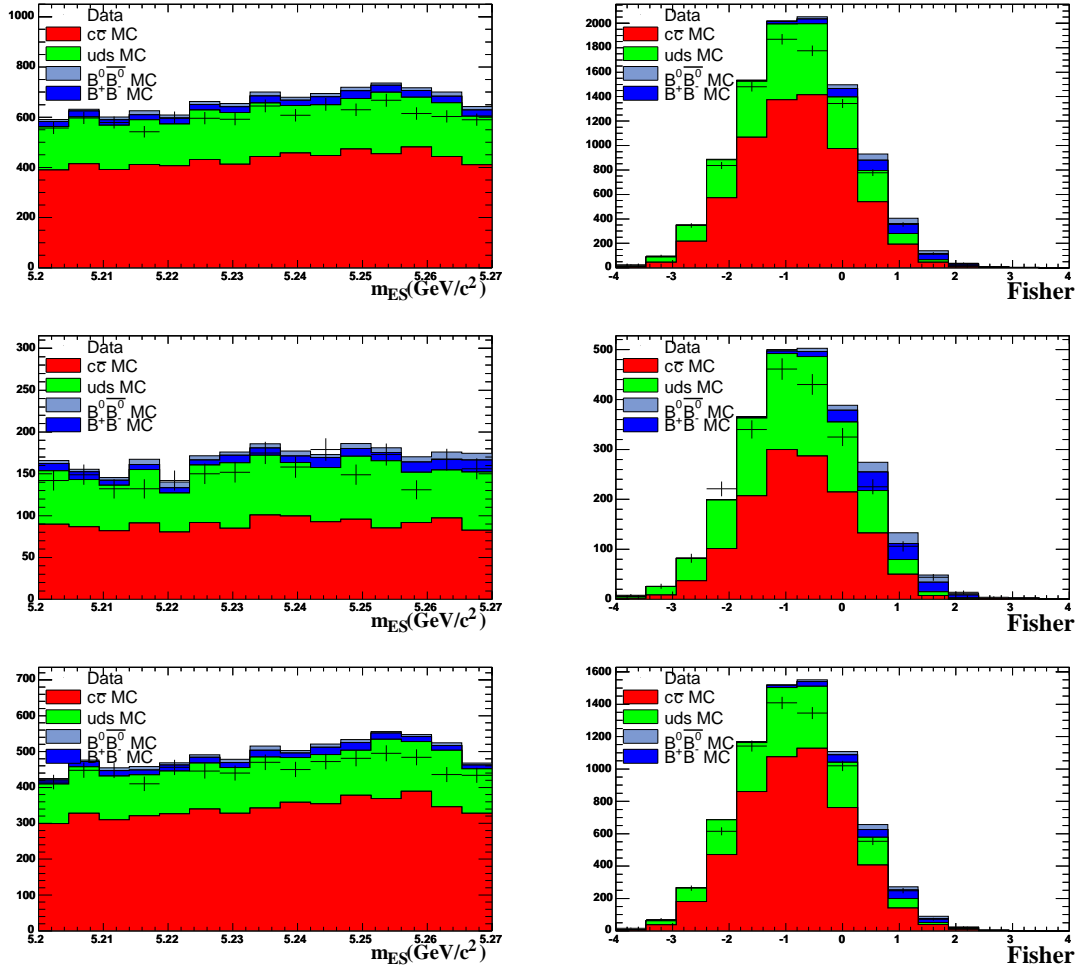 1000
800
600
400
200
0
Data
cc̅ MC
uds MC
B⁰B̅⁰ MC
B⁺B⁻ MC
5.2 5.21 5.22 5.23 5.24 5.25 5.26 5.27
m_ES(GeV/c²)
2000
1800
1600
1400
1200
1000
800
600
400
200
0
Data
cc̅ MC
uds MC
B⁰B̅⁰ MC
B⁺B⁻ MC
-4 -3 -2 -1 0 1 2 3 4
Fisher
300
250
200
150
100
50
0
Data
cc̅ MC
uds MC
B⁰B̅⁰ MC
B⁺B⁻ MC
5.2 5.21 5.22 5.23 5.24 5.25 5.26 5.27
m_ES(GeV/c²)
500
400
300
200
100
0
Data
cc̅ MC
uds MC
B⁰B̅⁰ MC
B⁺B⁻ MC
-4 -3 -2 -1 0 1 2 3 4
Fisher
700
600
500
400
300
200
100
0
Data
cc̅ MC
uds MC
B⁰B̅⁰ MC
B⁺B⁻ MC
5.2 5.21 5.22 5.23 5.24 5.25 5.26 5.27
m_ES(GeV/c²)
1600
1400
1200
1000
800
600
400
200
0
Data
cc̅ MC
uds MC
B⁰B̅⁰ MC
B⁺B⁻ MC
-4 -3 -2 -1 0 1 2 3 4
Fisher